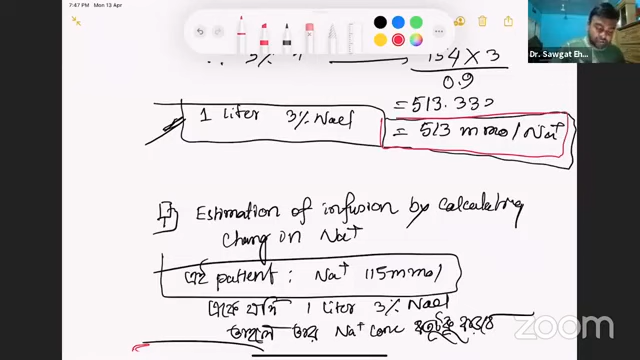 7:47 PM Mon 13 Apr
Dr. Sawgat Eh...
154 X 3
0.9
= 513.333
1 liter 3% Nacl
= 513 mmol Na+
Estimation of infusion by calculating
chang on Na+
patient : Na+ 115 mmol
1 liter 3% Nacl
Na+ conc
zoom